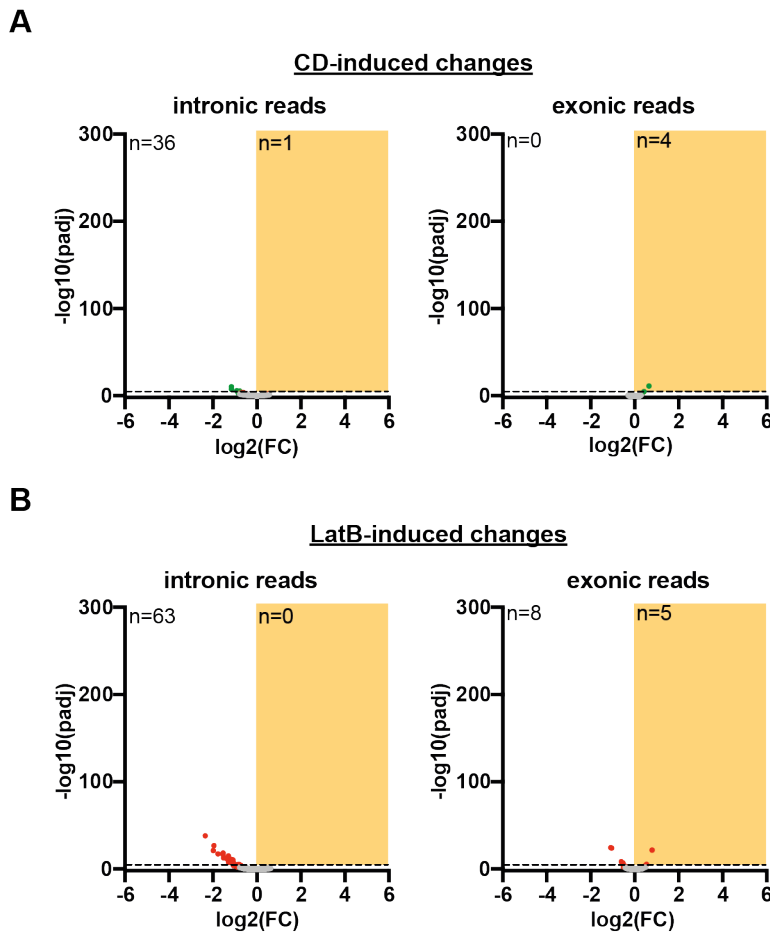 A
CD-induced changes
intronic reads
exonic reads
300
n=36
n=1
300
n=0
n=4
200
200
-log10(padj)
-log10(padj)
100
100
0
0
-6 -4 -2 0 2 4 6
-6 -4 -2 0 2 4 6
log2(FC)
log2(FC)
B
LatB-induced changes
intronic reads
exonic reads
300
n=63
n=0
300
n=8
n=5
200
200
-log10(padj)
-log10(padj)
100
100
0
0
-6 -4 -2 0 2 4 6
-6 -4 -2 0 2 4 6
log2(FC)
log2(FC)